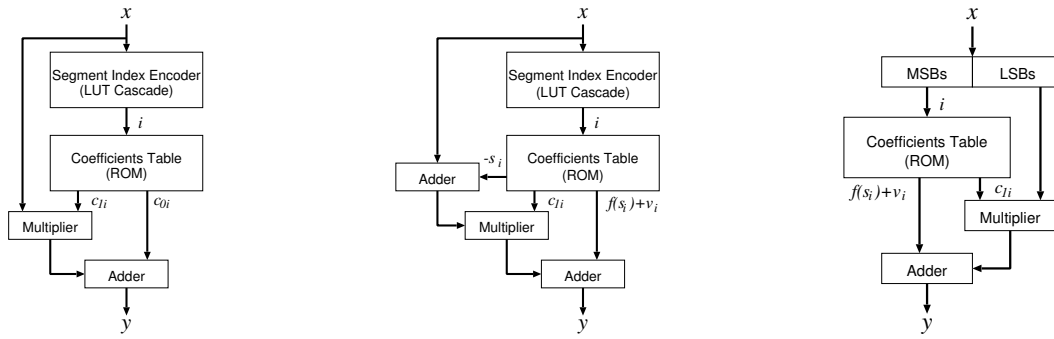 x
Segment Index Encoder
(LUT Cascade)
i
Coefficients Table
(ROM)
c1i
c0i
Multiplier
Adder
y
x
Segment Index Encoder
(LUT Cascade)
i
-si
Coefficients Table
(ROM)
Adder
c1i
f(si)+vi
Multiplier
Adder
y
x
MSBs
LSBs
i
Coefficients Table
(ROM)
f(si)+vi
c1i
Multiplier
Adder
y